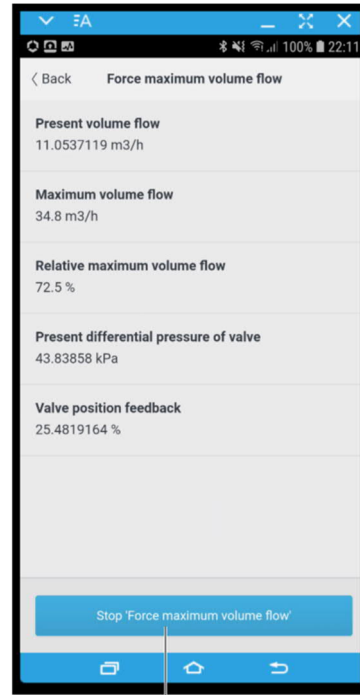 ΞA
100% 22:11
Back Force maximum volume flow
Present volume flow
11.0537119 m3/h
Maximum volume flow
34.8 m3/h
Relative maximum volume flow
72.5 %
Present differential pressure of valve
43.83858 kPa
Valve position feedback
25.4819164 %
Stop 'Force maximum volume flow'